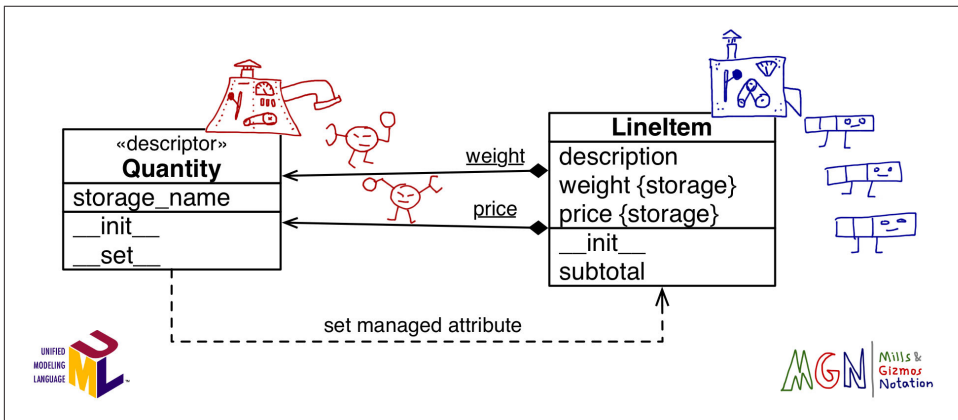 «descriptor»
Quantity
storage_name
__init__
__set__
weight
price
LineItem
description
weight {storage}
price {storage}
__init__
subtotal
set managed attribute
UNIFIED
MODELING
LANGUAGE
UML™
MGN
Mills &
Gizmos
Notation